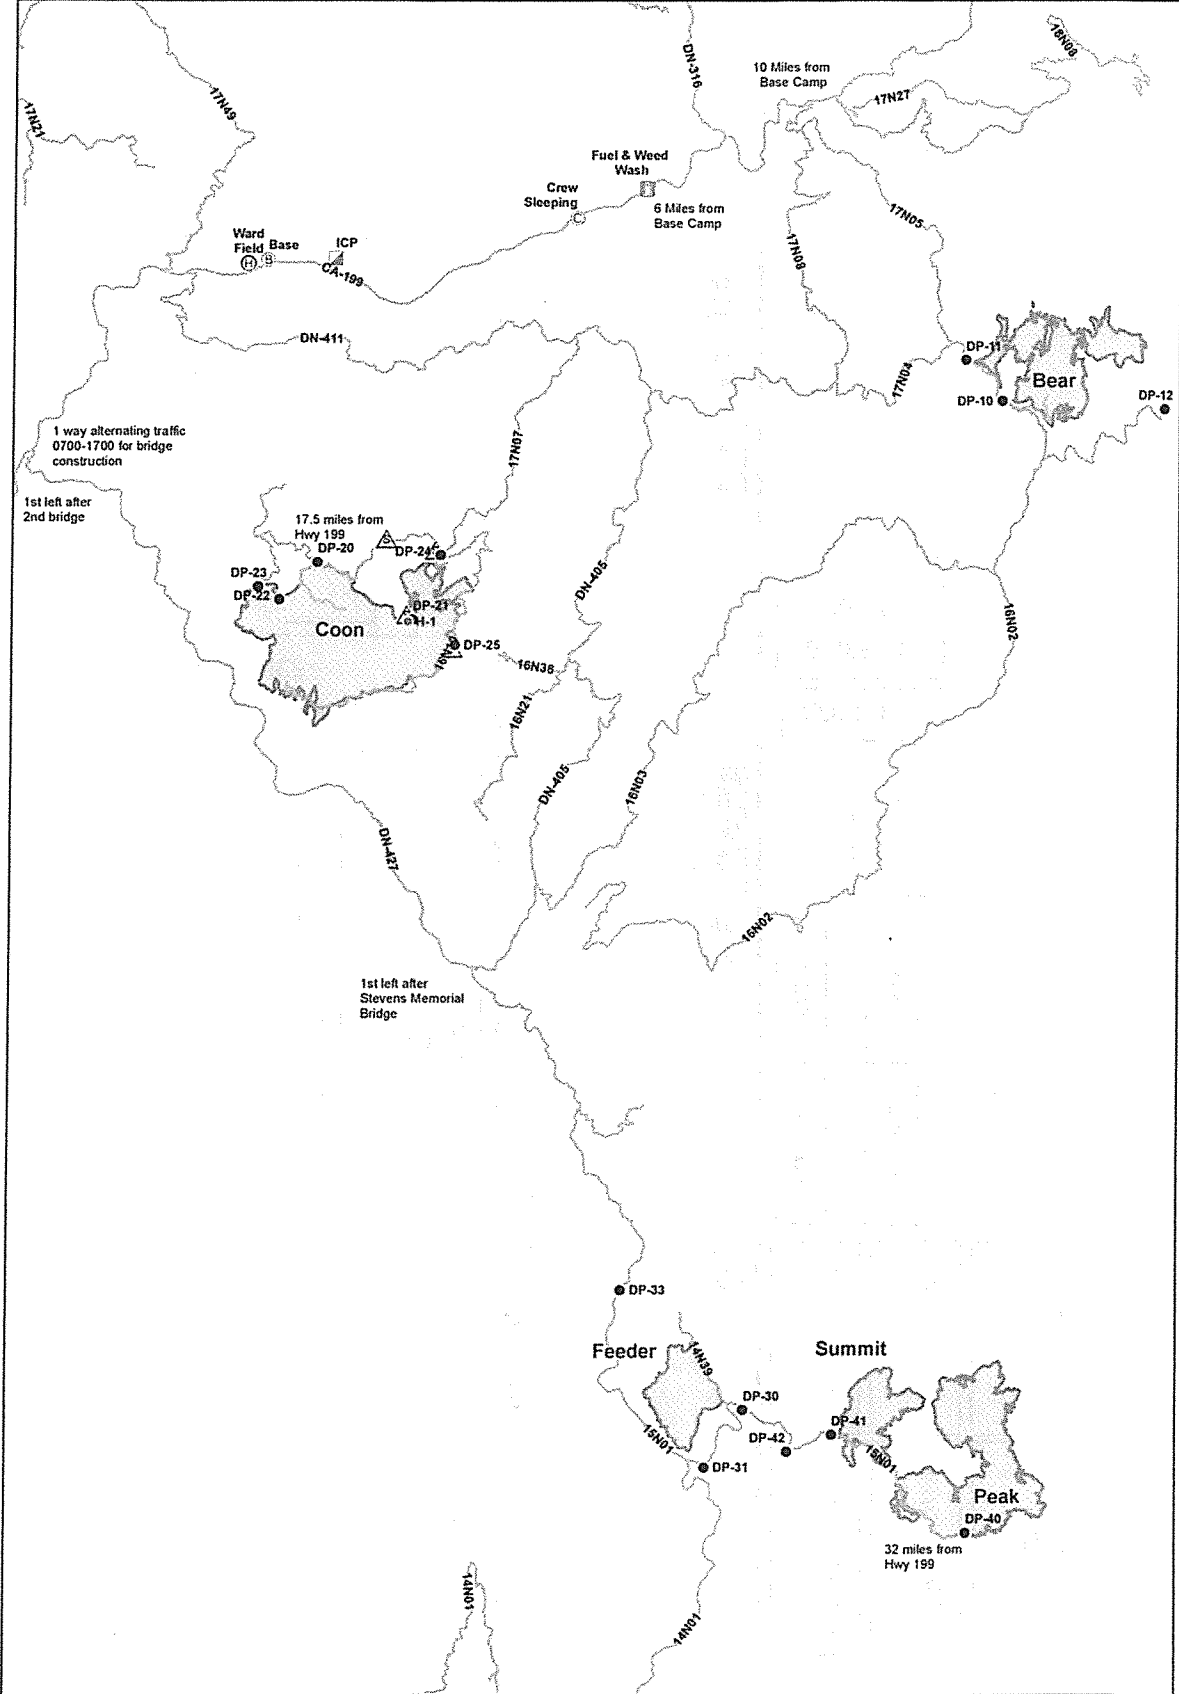 18N08
DN-316
10 Miles from
Base Camp
17N27
17N49
17N21
Fuel & Weed
Wash
Crew
Sleeping
C
6 Miles from
Base Camp
17N05
17N08
Ward
Field
Base
ICP
H
B
CA-199
DN-411
DP-11
Bear
17N04
DP-10
DP-12
1 way alternating traffic
0700-1700 for bridge
construction
17N07
1st left after
2nd bridge
17.5 miles from
Hwy 199
S
DP-20
DP-24
DP-23
DP-22
DN-405
DP-21
H-1
Coon
16N02
DP-25
16N38
16N21
DN-405
16N03
DN-427
16N02
1st left after
Stevens Memorial
Bridge
DP-33
Feeder
14N39
Summit
DP-30
DP-41
DP-42
15N01
15N01
DP-31
Peak
DP-40
32 miles from
Hwy 199
14N01
14N01